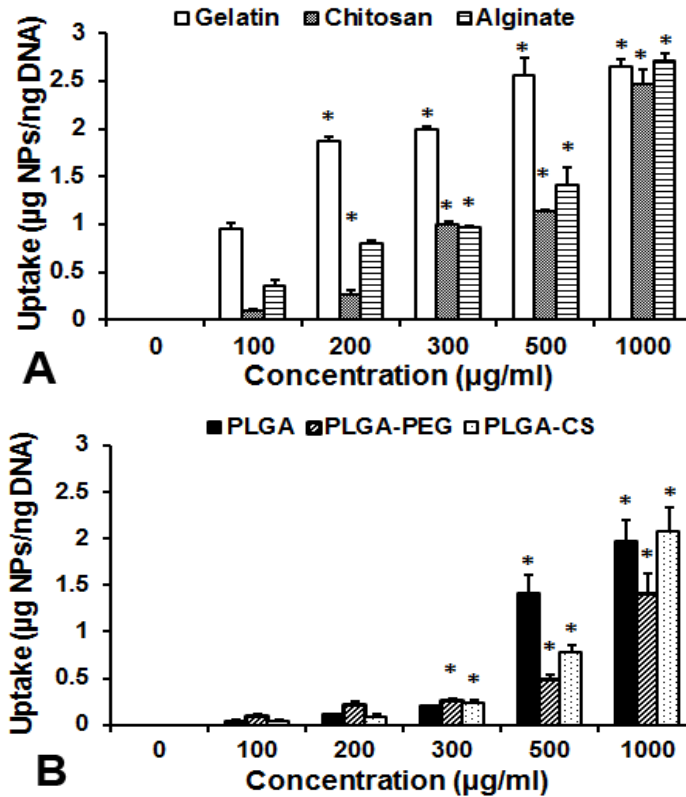 Gelatin Chitosan Alginate
Uptake (µg NPs/ng DNA)
3
2.5
2
1.5
1
0.5
0
* * * * * * * * * * *
0 100 200 300 500 1000
Concentration (µg/ml)
A
PLGA PLGA-PEG PLGA-CS
Uptake (µg NPs/ng DNA)
3
2.5
2
1.5
1
0.5
0
* * * * * * * *
0 100 200 300 500 1000
Concentration (µg/ml)
B